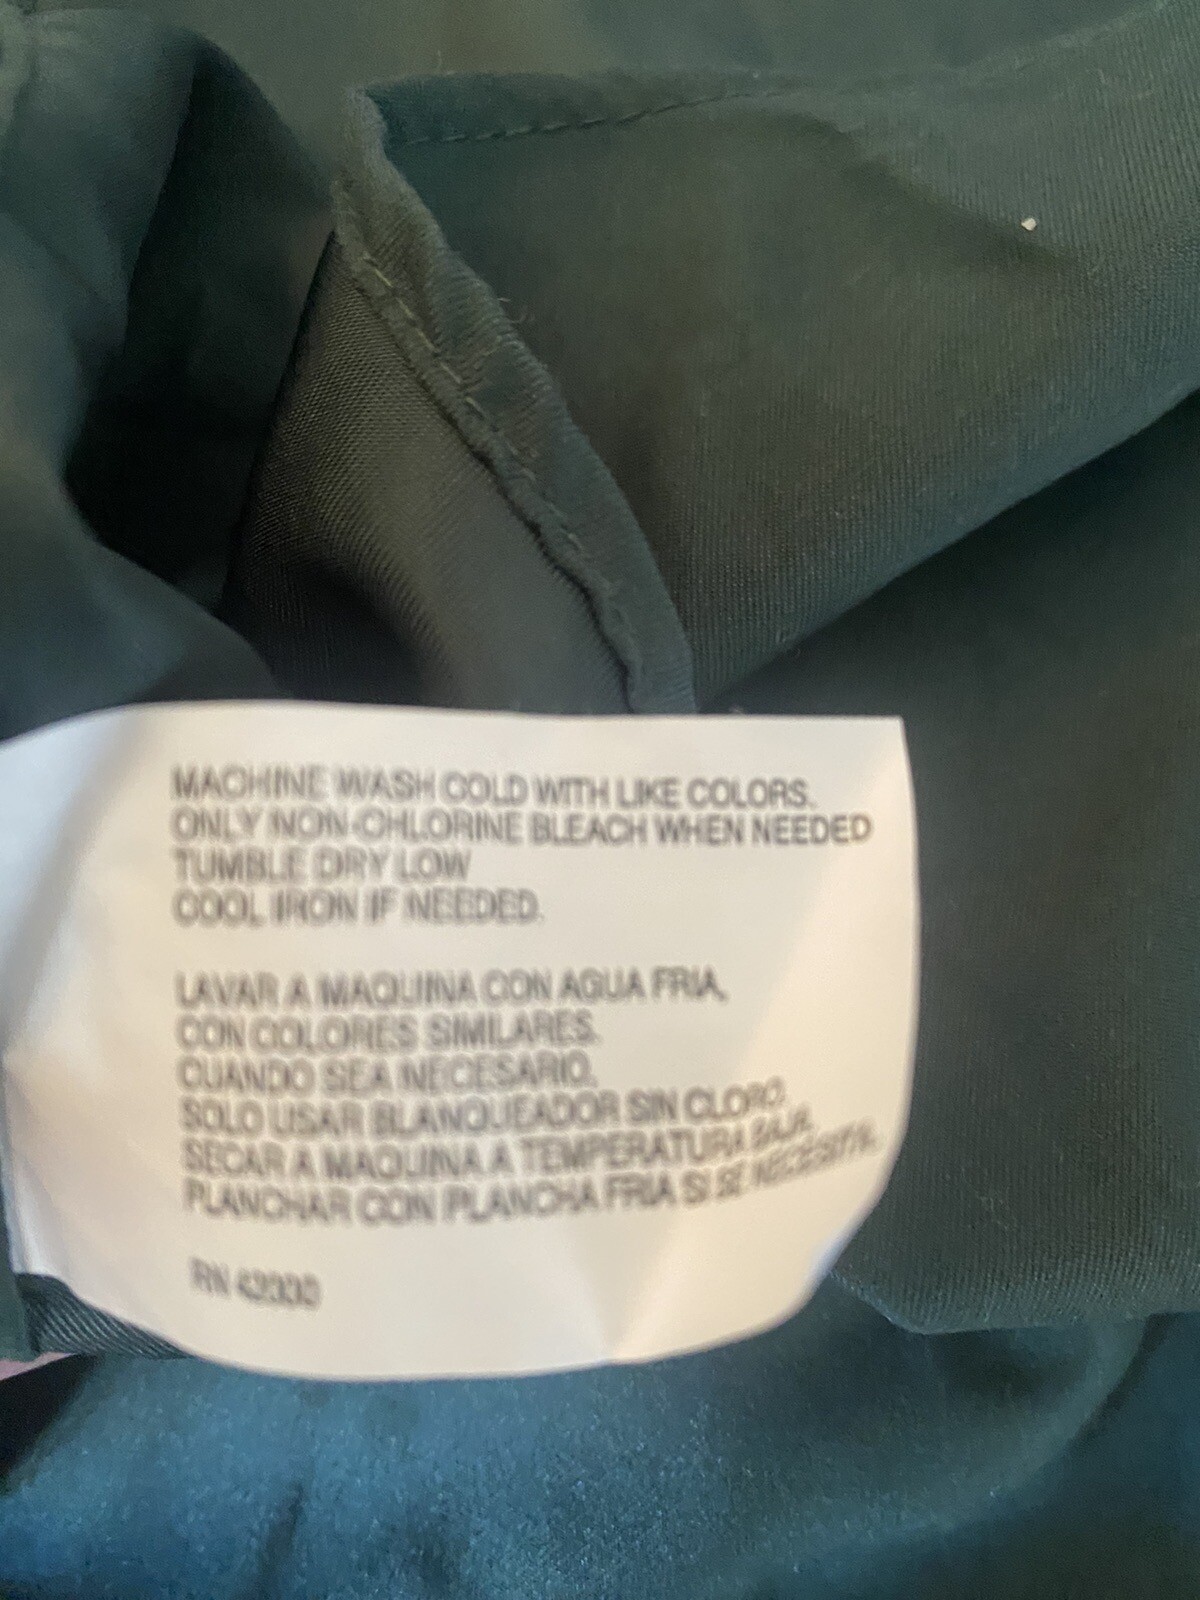 MACHINE WASH COLD WITH LIKE COLORS.
ONLY NON-CHLORINE BLEACH WHEN NEEDED
TUMBLE DRY LOW
COOL IRON IF NEEDED.
LAVAR A MAQUINA CON AGUA FRIA,
CON COLORES SIMILARES.
CUANDO SEA NECESARIO,
SOLO USAR BLANQUEADOR SIN CLORO.
SECAR A MAQUINA A TEMPERATURA BAJA.
PLANCHAR CON PLANCHA FRIA SI SE NECESITA.
RN